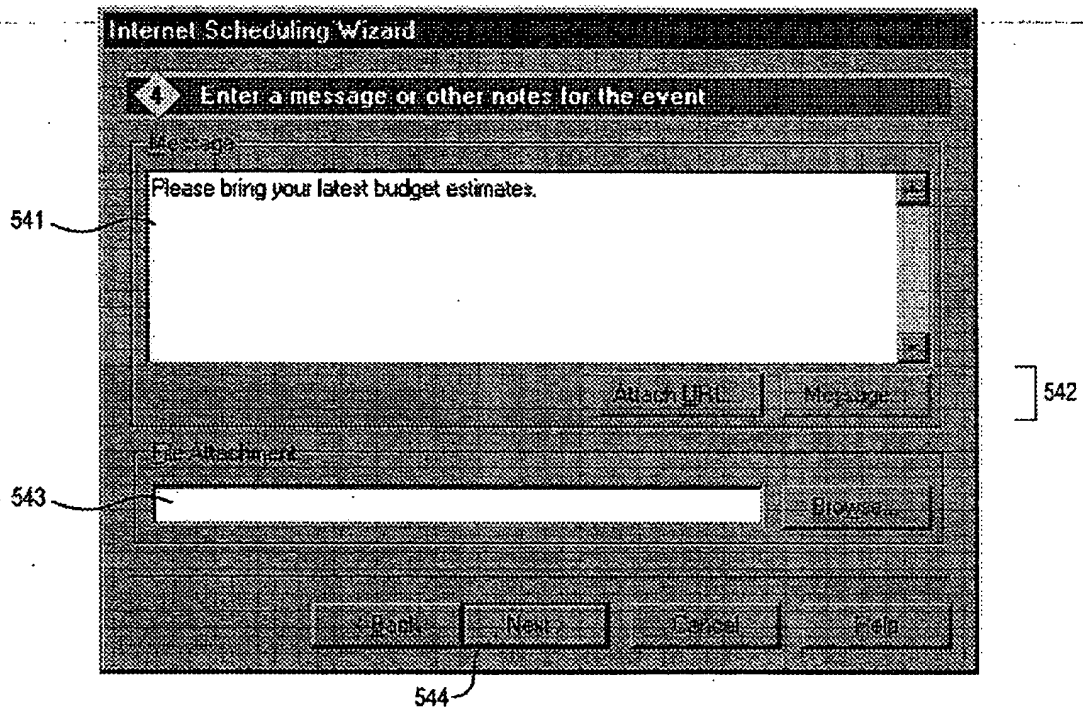 Internet Scheduling Wizard
4 Enter a message or other notes for the event
Message
Please bring your latest budget estimates.
541
Attach URL... Message...
542
File Attachment
543
Browse...
< Back Next > Cancel Help
544